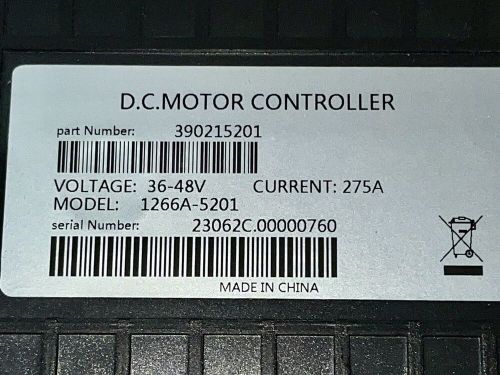 D.C.MOTOR CONTROLLER
part Number: 390215201
VOLTAGE: 36-48V CURRENT: 275A
MODEL: 1266A-5201
serial Number: 23062C.00000760
MADE IN CHINA